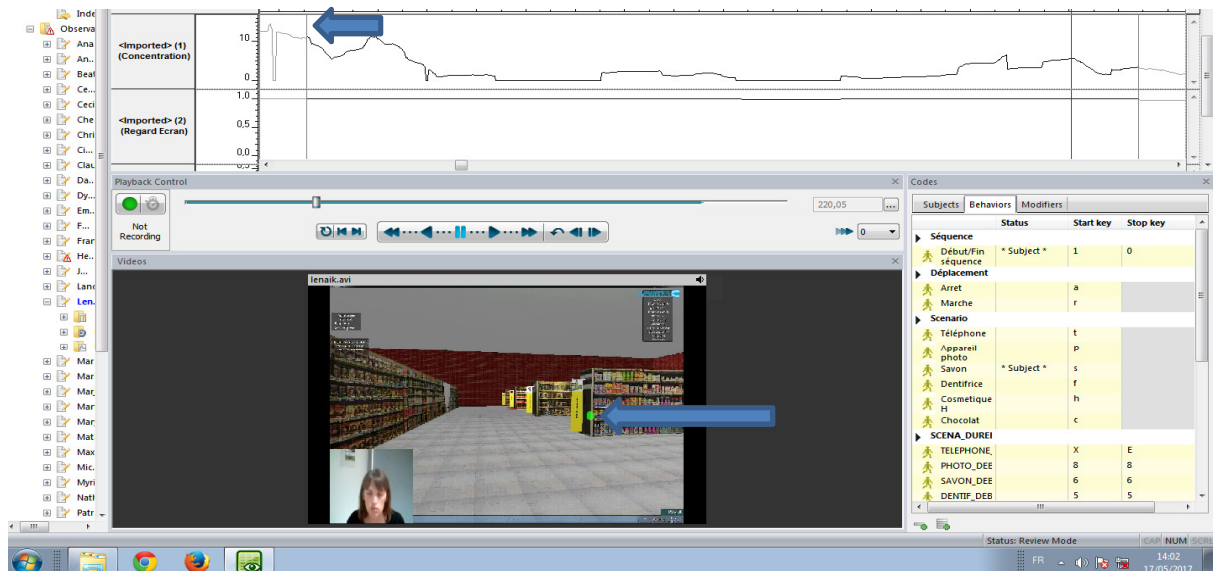 Inde
Observa
Ana
An..
Beat
Ce...
Ceci
Che
Chri
Ci...
Clau
Da..
Dy...
Em..
F...
Fran
He..
J...
Lanc
Len.
Mar
Mar
Mar
Mar
Mar
Mat
Max
Mic.
Myri
Nath
Patr
<Imported> (1)
(Concentration)
10
0
<Imported> (2)
(Regard Ecran)
1,0
0,5
0,0
Playback Control
220,05
...
Not
Recording
0
Videos
lenaik.avi
Codes
Subjects Behaviors Modifiers
Status Start key Stop key
Séquence
Début/Fin séquence * Subject * 1 0
Déplacement
Arret a
Marche r
Scenario
Téléphone t
Appareil photo p
Savon * Subject * s
Dentifrice f
Cosmetique H h
Chocolat c
SCENA_DUREI
TELEPHONE_ X E
PHOTO_DEE 8 8
SAVON_DEE 6 6
DENTIF_DEB 5 5
Status: Review Mode CAP NUM SCRL
FR 14:02
17/05/2017